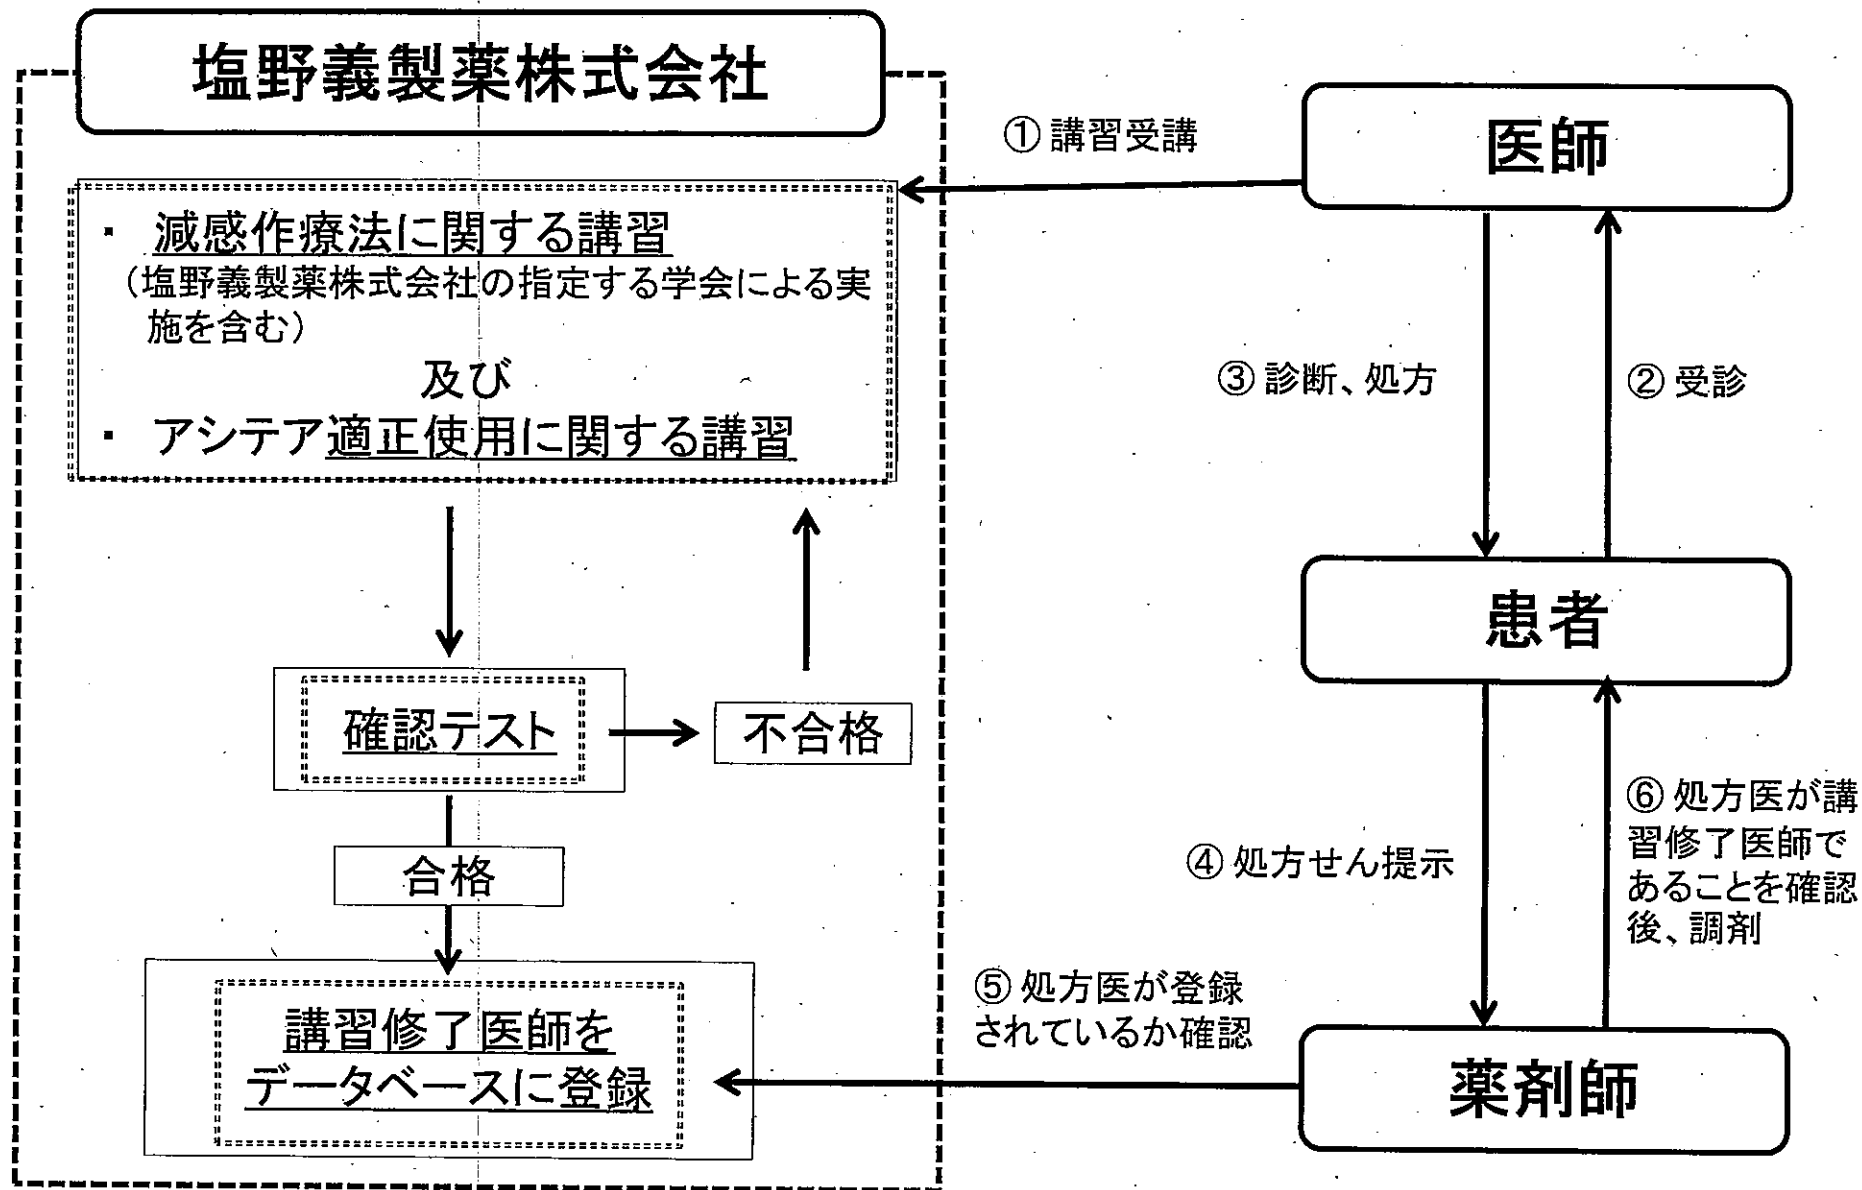 塩野義製薬株式会社
・ 減感作療法に関する講習
（塩野義製薬株式会社の指定する学会による実
施を含む）
及び
・ アシテア適正使用に関する講習
確認テスト
不合格
合格
講習修了医師を
データベースに登録
① 講習受講
医師
③ 診断、処方
② 受診
患者
④ 処方せん提示
⑥ 処方医が講
習修了医師で
あることを確認
後、調剤
⑤ 処方医が登録
されているか確認
薬剤師